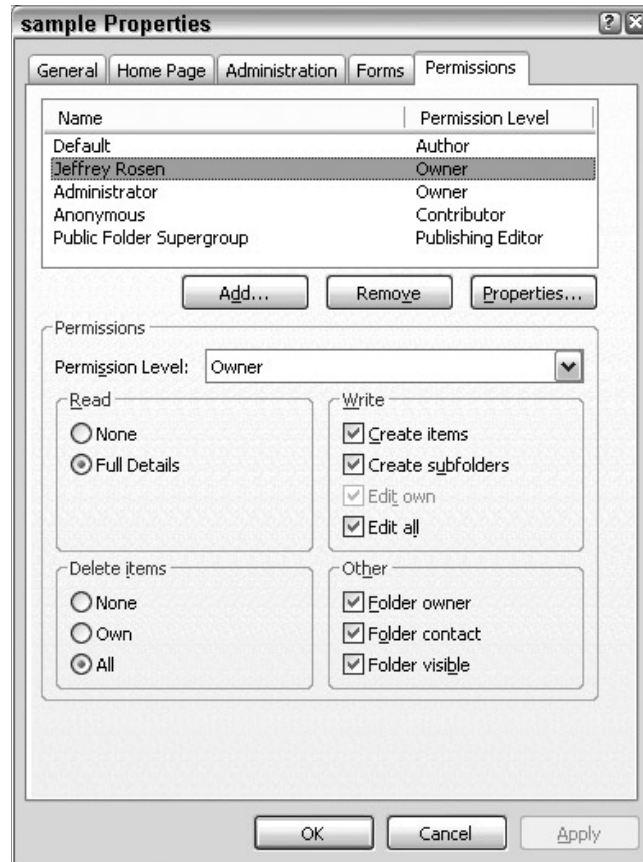 sample Properties
General Home Page Administration Forms Permissions
Name Permission Level
Default Author
Jeffrey Rosen Owner
Administrator Owner
Anonymous Contributor
Public Folder Supergroup Publishing Editor
Add... Remove Properties...
Permissions
Permission Level: Owner
Read Write
None Create items
Full Details Create subfolders
Edit own
Edit all
Delete items Other
None Folder owner
Own Folder contact
All Folder visible
OK Cancel Apply